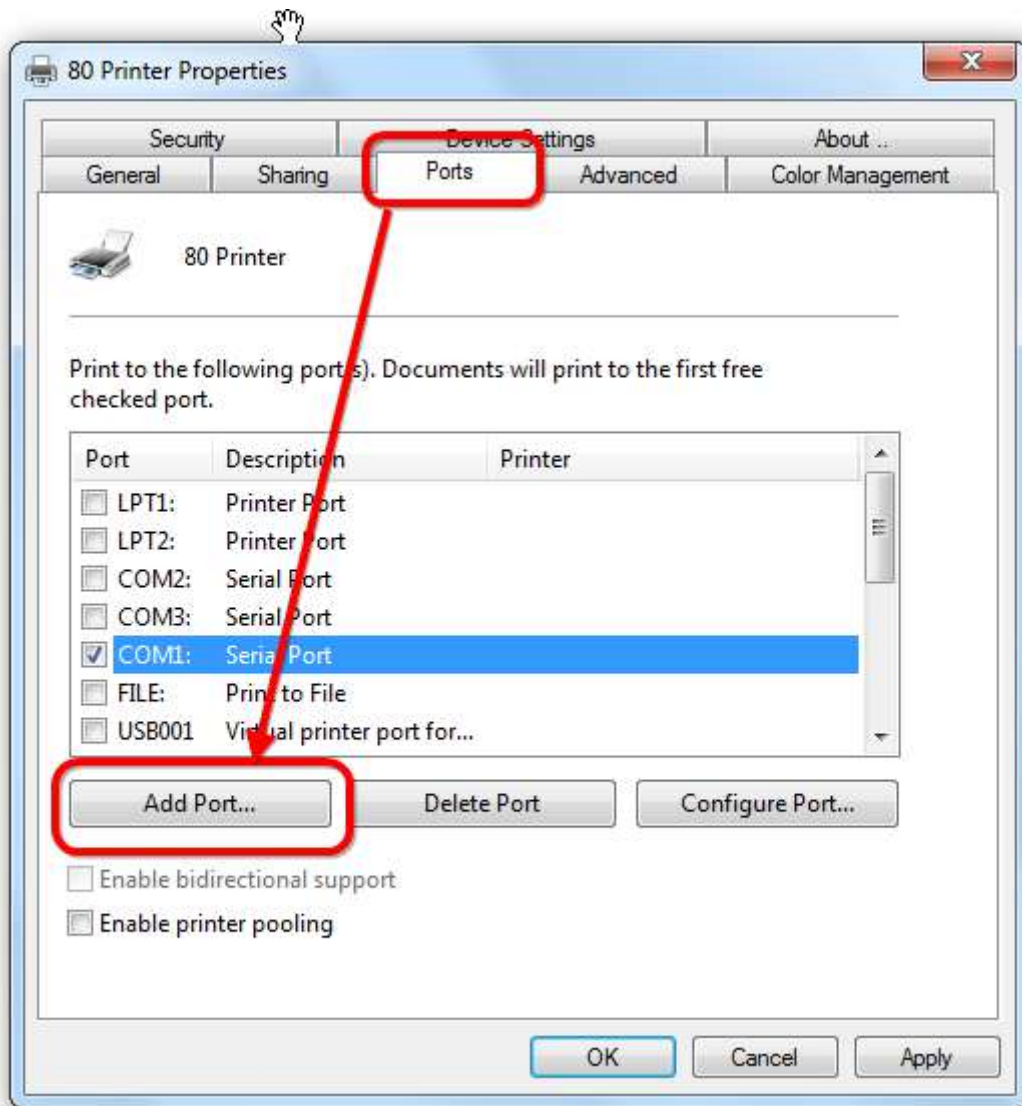 80 Printer Properties
Security Device Settings About ..
General Sharing Ports Advanced Color Management
80 Printer
Print to the following port(s). Documents will print to the first free
checked port.
Port Description Printer
LPT1: Printer Port
LPT2: Printer Port
COM2: Serial Port
COM3: Serial Port
COM1: Serial Port
FILE: Print to File
USB001 Virtual printer port for...
Add Port... Delete Port Configure Port...
Enable bidirectional support
Enable printer pooling
OK Cancel Apply